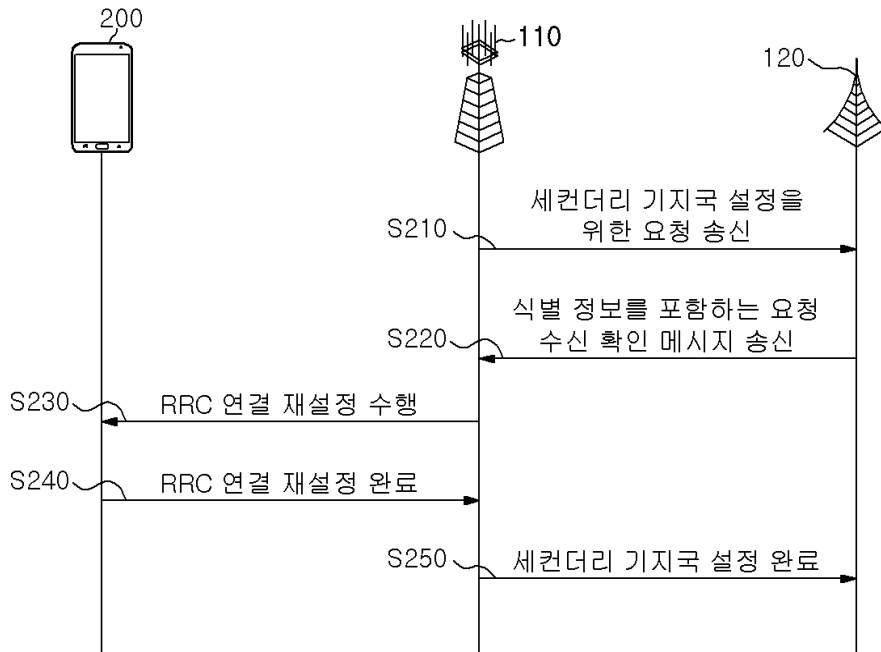 200
110
120
S210
세컨더리 기지국 설정을
위한 요청 송신
S220
식별 정보를 포함하는 요청
수신 확인 메시지 송신
S230
RRC 연결 재설정 수행
S240
RRC 연결 재설정 완료
S250
세컨더리 기지국 설정 완료